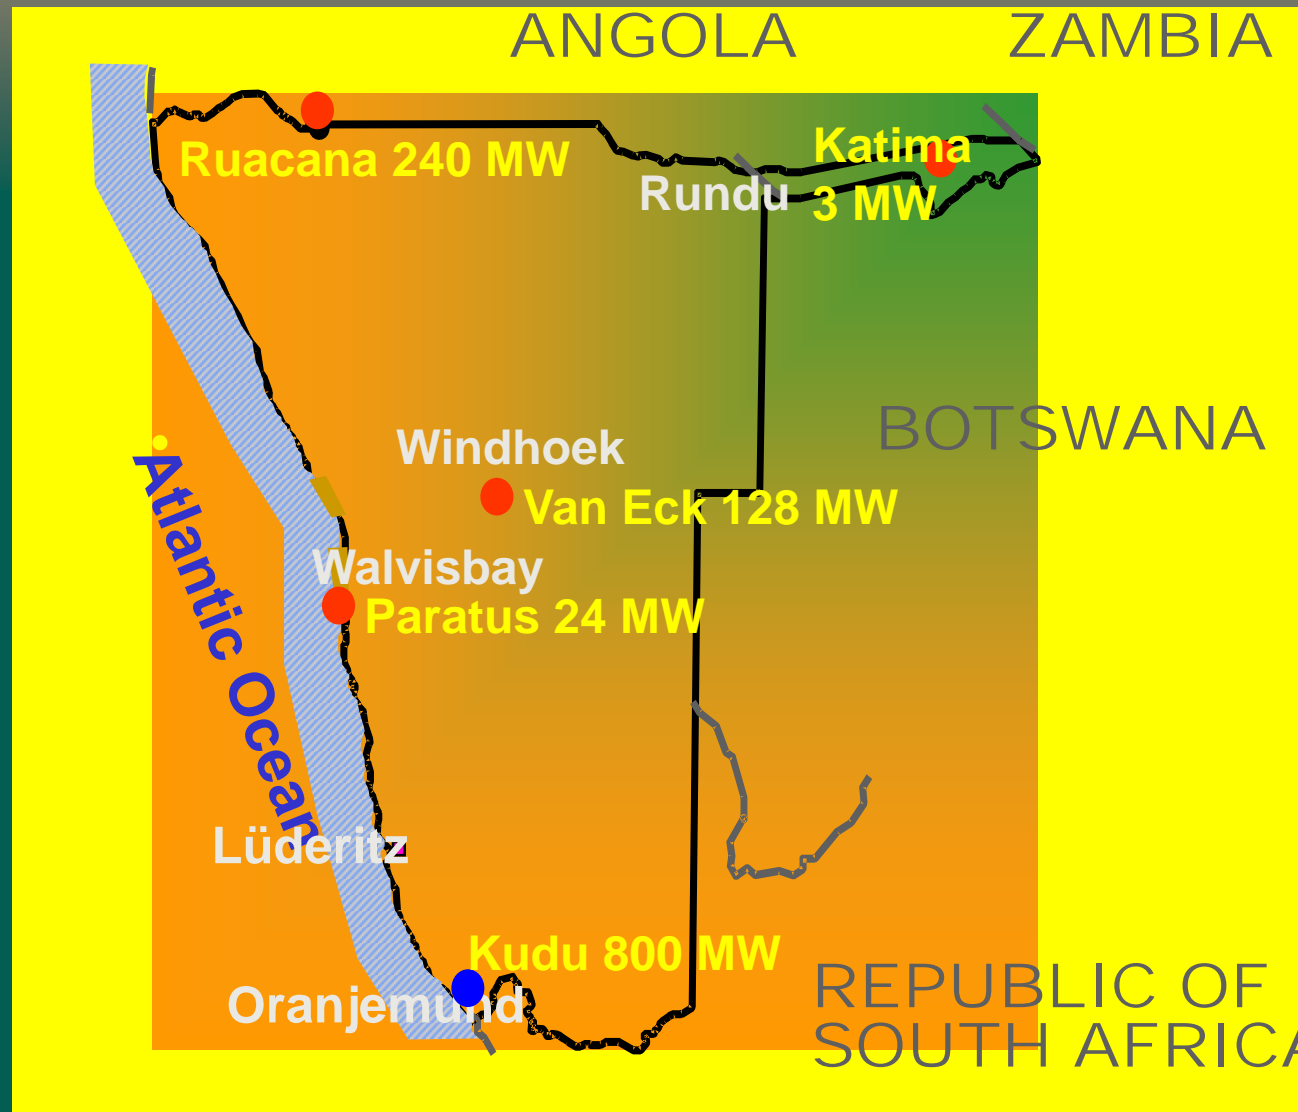 ANGOLA
ZAMBIA
Katima
Ruacana 240 MW
Rundu
3 MW
BOTSWANA
Windhoek
Van Eck 128 MW
Atlantic Ocean
Walvisbay
Paratus 24 MW
Lüderitz
Kudu 800 MW
Oranjemund
REPUBLIC OF
SOUTH AFRICA